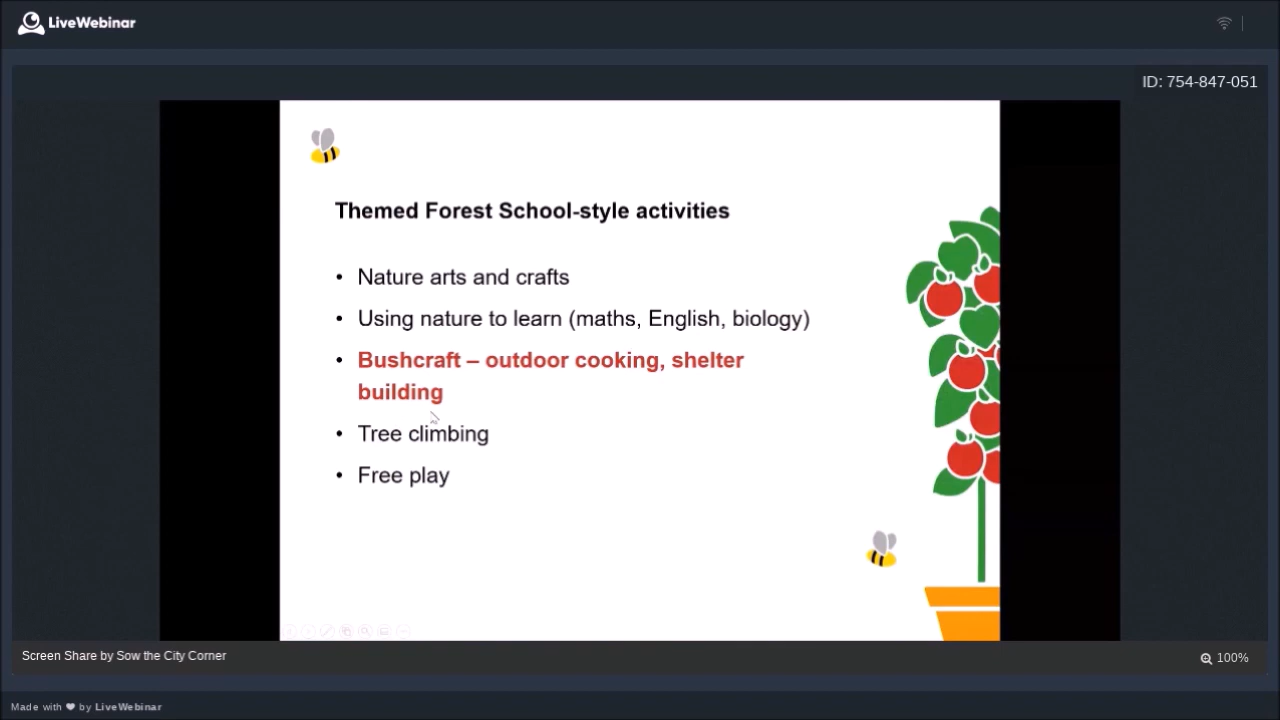 LiveWebinar
ID: 754-847-051
Themed Forest School-style activities
• Nature arts and crafts
• Using nature to learn (maths, English, biology)
• Bushcraft – outdoor cooking, shelter
building
• Tree climbing
• Free play
Screen Share by Sow the City Corner
100%
Made with ❤ by LiveWebinar